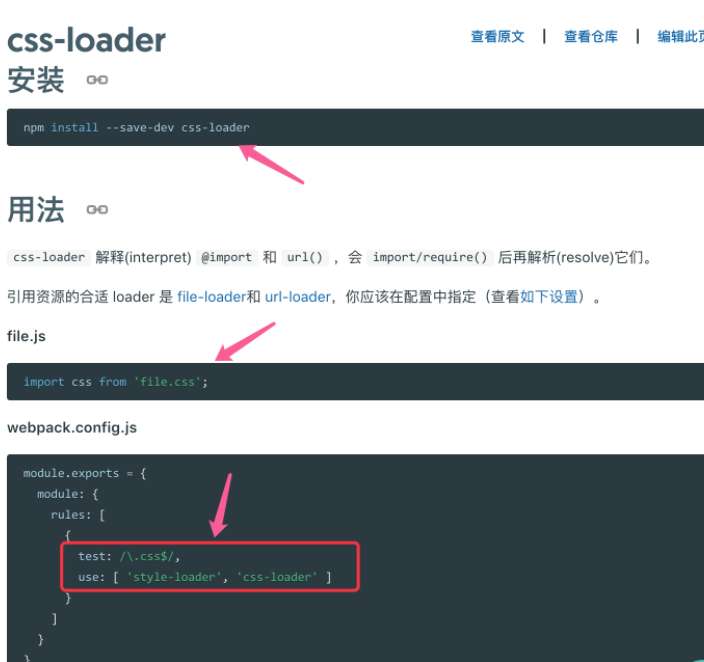 css-loader
查看原文 | 查看仓库 | 编辑此页
安装
npm install --save-dev css-loader
用法
css-loader 解释(interpret) @import 和 url() ，会 import/require() 后再解析(resolve)它们。
引用资源的合适 loader 是 file-loader和 url-loader，你应该在配置中指定（查看如下设置）。
file.js
import css from 'file.css';
webpack.config.js
module.exports = {
  module: {
    rules: [
      {
        test: /\.css$/,
        use: [ 'style-loader', 'css-loader' ]
      }
    ]
  }
}